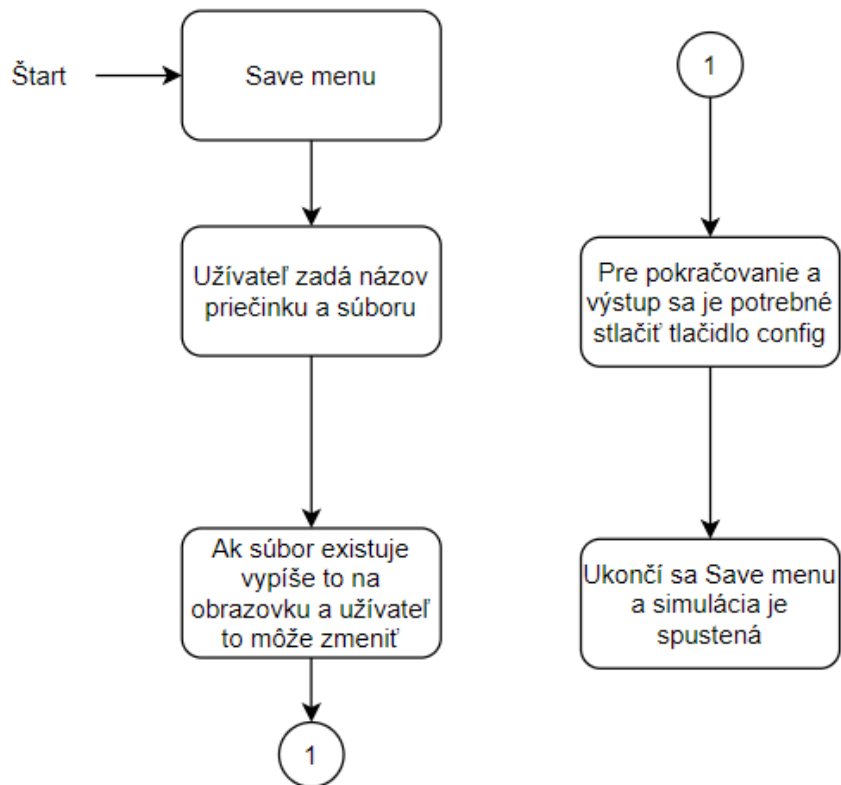 Štart
Save menu
Užívateľ zadá názov
priečinku a súboru
Ak súbor existuje
vypíše to na
obrazovku a užívateľ
to môže zmeniť
1
1
Pre pokračovanie a
výstup sa je potrebné
stlačiť tlačidlo config
Ukončí sa Save menu
a simulácia je
spustená